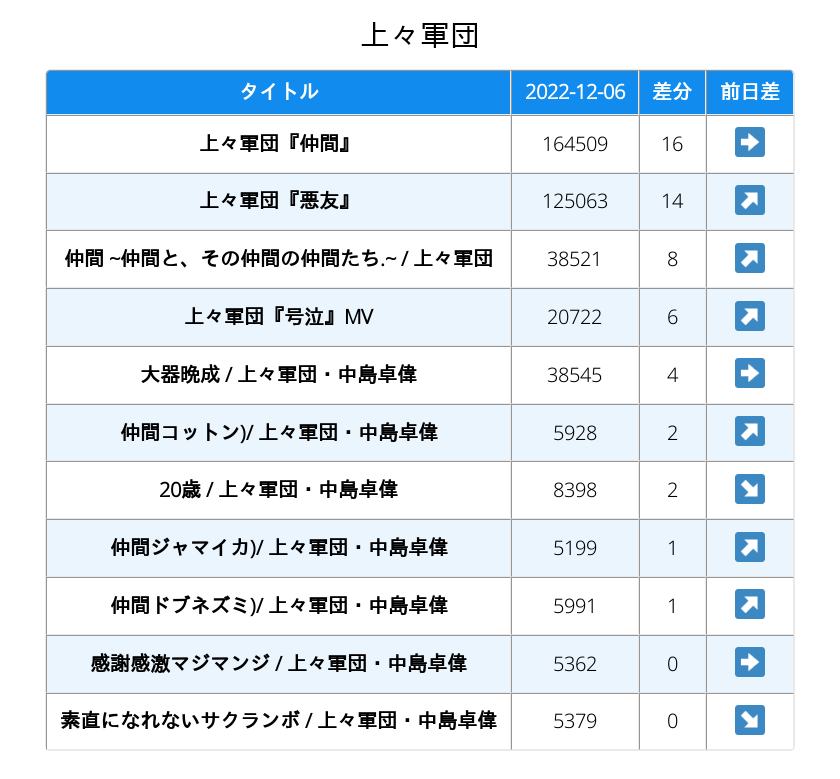 上々軍団
タイトル 2022-12-06 差分 前日差
上々軍団『仲間』 164509 16 ➡
上々軍団『悪友』 125063 14 ↗
仲間 ~仲間と、その仲間の仲間たち.~ / 上々軍団 38521 8 ↗
上々軍団『号泣』MV 20722 6 ↗
大器晩成 / 上々軍団・中島卓偉 38545 4 ➡
仲間コットン)/ 上々軍団・中島卓偉 5928 2 ↗
20歳 / 上々軍団・中島卓偉 8398 2 ↘
仲間ジャマイカ)/ 上々軍団・中島卓偉 5199 1 ↗
仲間ドブネズミ)/ 上々軍団・中島卓偉 5991 1 ↗
感謝感激マジマンジ / 上々軍団・中島卓偉 5362 0 ➡
素直になれないサクランボ / 上々軍団・中島卓偉 5379 0 ↘